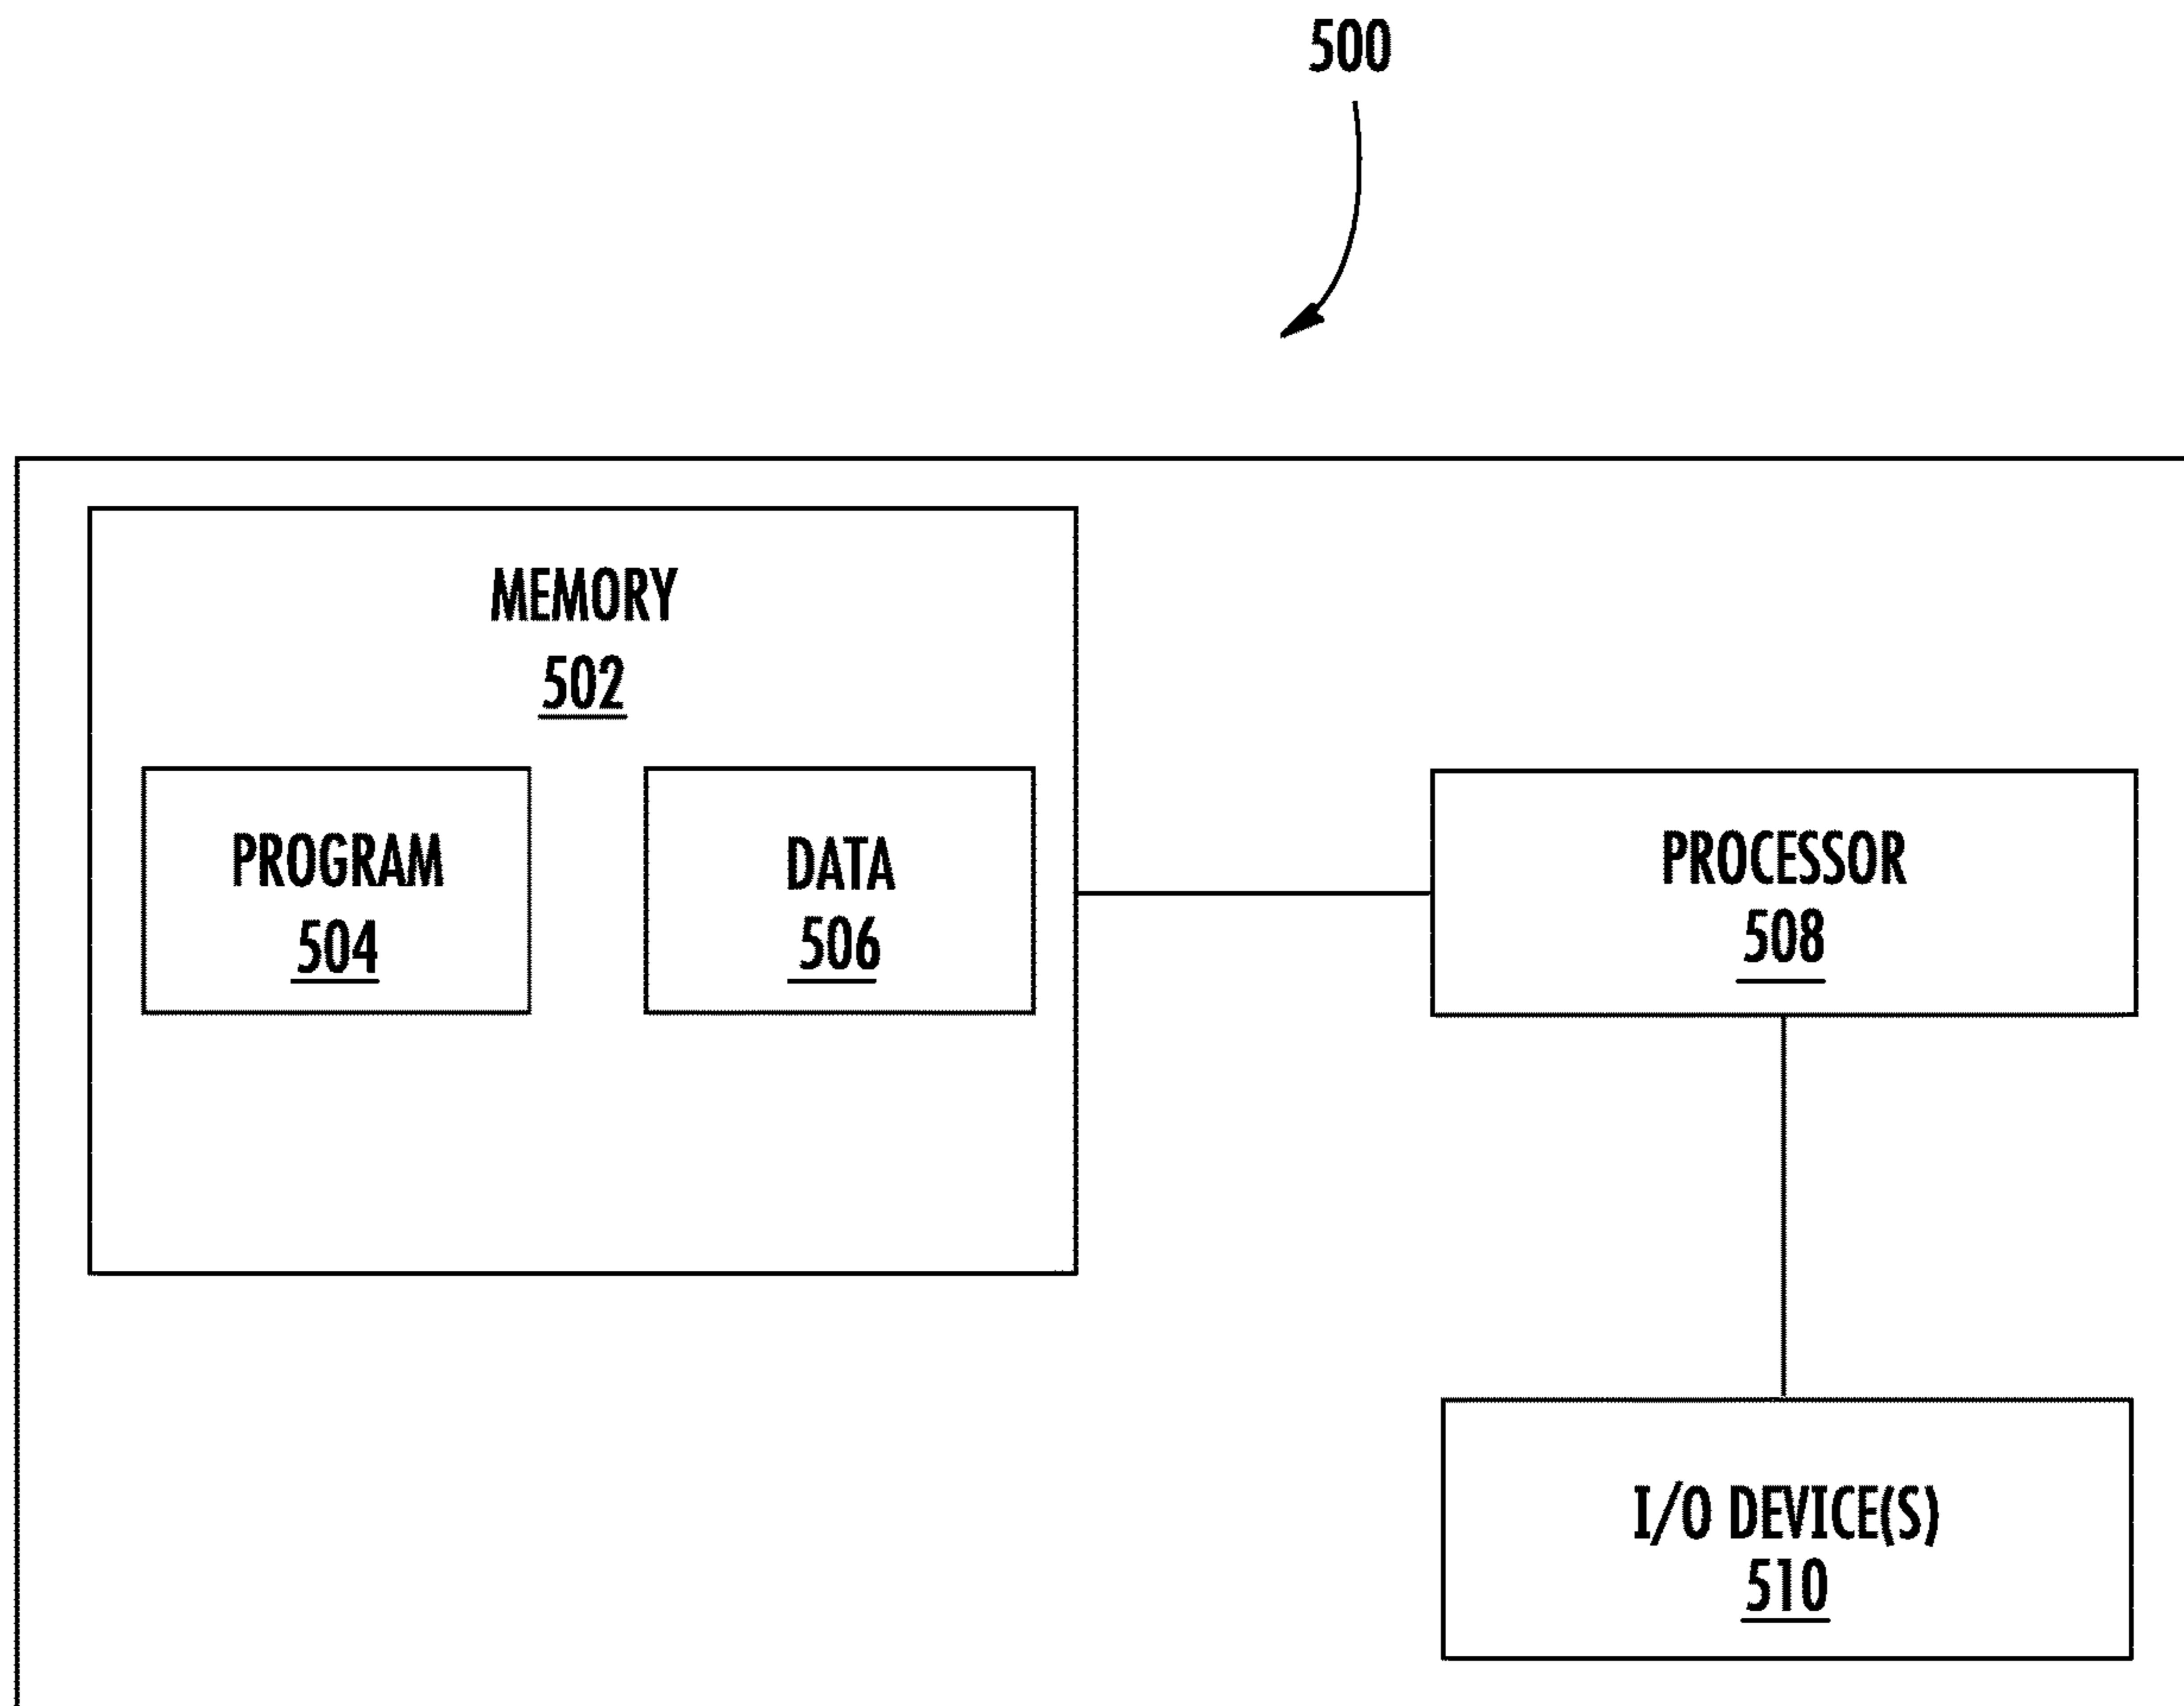 500
MEMORY
502
PROGRAM
504
DATA
506
PROCESSOR
508
I/O DEVICE(S)
510